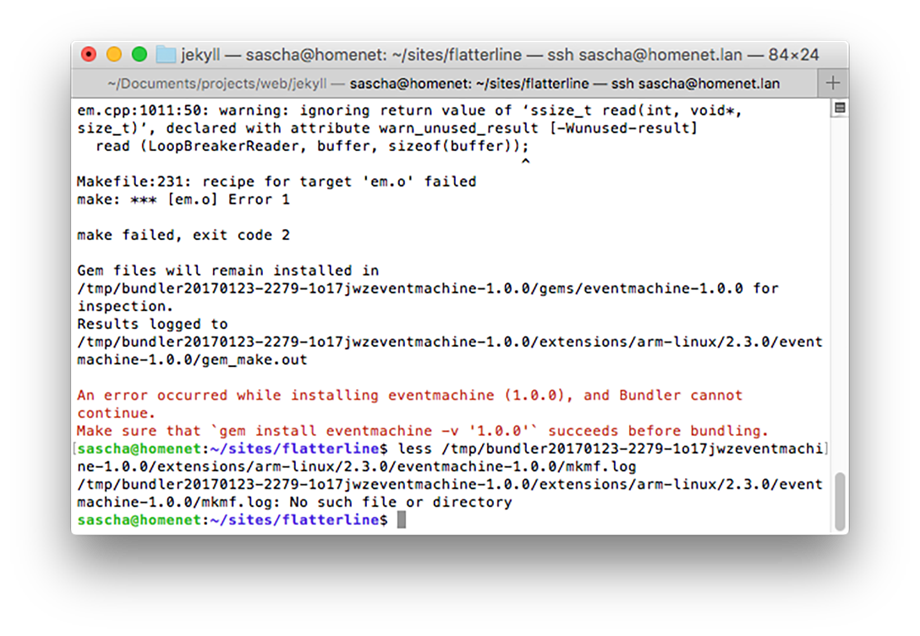 jekyll — sascha@homenet: ~/sites/flatterline — ssh sascha@homenet.lan — 84×24
~/Documents/projects/web/jekyll — sascha@homenet: ~/sites/flatterline — ssh sascha@homenet.lan +
em.cpp:1011:50: warning: ignoring return value of ‘ssize_t read(int, void*,
size_t)’, declared with attribute warn_unused_result [-Wunused-result]
  read (LoopBreakerReader, buffer, sizeof(buffer));
                                                  ^
Makefile:231: recipe for target 'em.o' failed
make: *** [em.o] Error 1
make failed, exit code 2
Gem files will remain installed in
/tmp/bundler20170123-2279-1o17jwzeventmachine-1.0.0/gems/eventmachine-1.0.0 for
inspection.
Results logged to
/tmp/bundler20170123-2279-1o17jwzeventmachine-1.0.0/extensions/arm-linux/2.3.0/event
machine-1.0.0/gem_make.out
An error occurred while installing eventmachine (1.0.0), and Bundler cannot
continue.
Make sure that `gem install eventmachine -v '1.0.0'` succeeds before bundling.
[sascha@homenet:~/sites/flatterline$ less /tmp/bundler20170123-2279-1o17jwzeventmachi]
ne-1.0.0/extensions/arm-linux/2.3.0/eventmachine-1.0.0/mkmf.log
/tmp/bundler20170123-2279-1o17jwzeventmachine-1.0.0/extensions/arm-linux/2.3.0/event
machine-1.0.0/mkmf.log: No such file or directory
sascha@homenet:~/sites/flatterline$